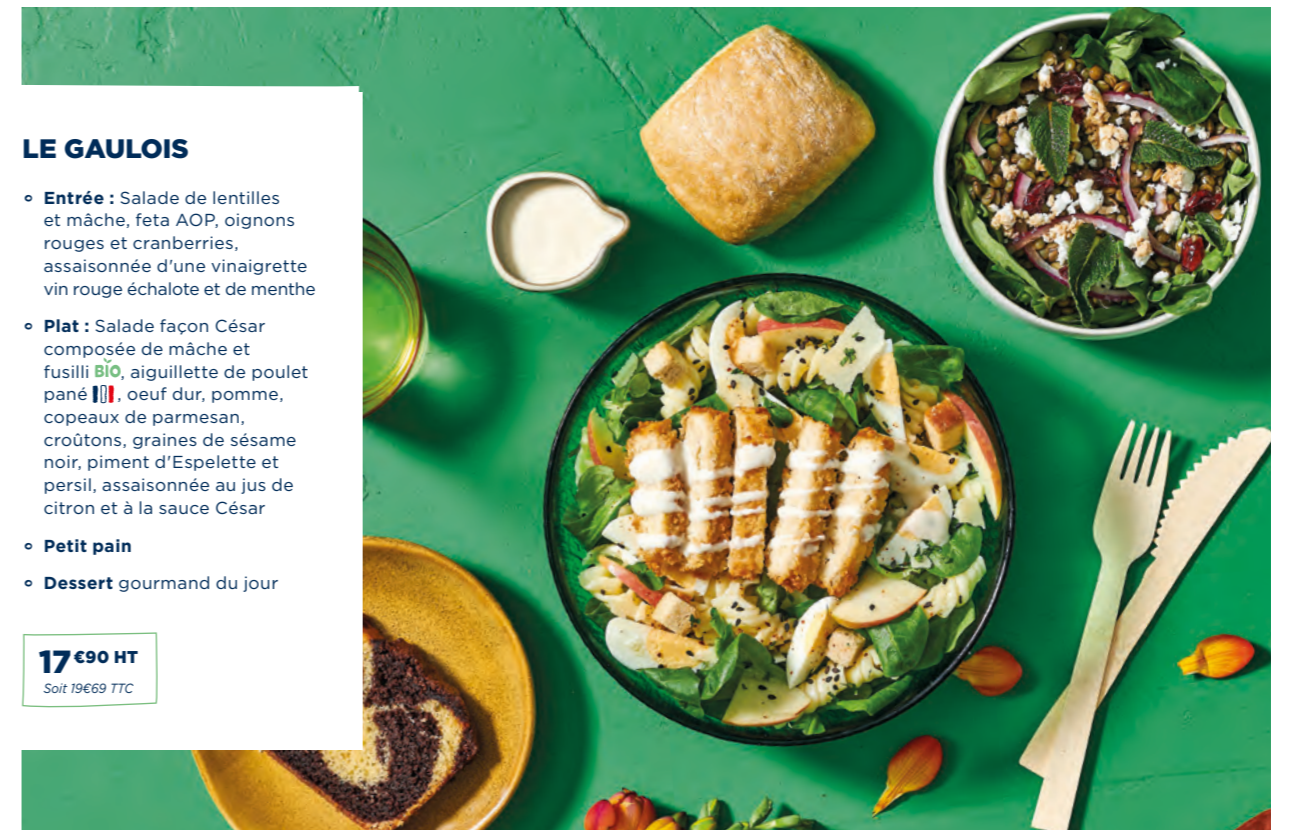 LE GAULOIS
Entrée : Salade de lentilles
et mâche, feta AOP, oignons
rouges et cranberries,
assaisonnée d'une vinaigrette
vin rouge échalote et de menthe
Plat : Salade façon César
composée de mâche et
fusilli BIO, aiguillette de poulet
pané, oeuf dur, pomme,
copeaux de parmesan,
croûtons, graines de sésame
noir, piment d'Espelette et
persil, assaisonnée au jus de
citron et à la sauce César
Petit pain
Dessert gourmand du jour
17 €90 HT
Soit 19€69 TTC